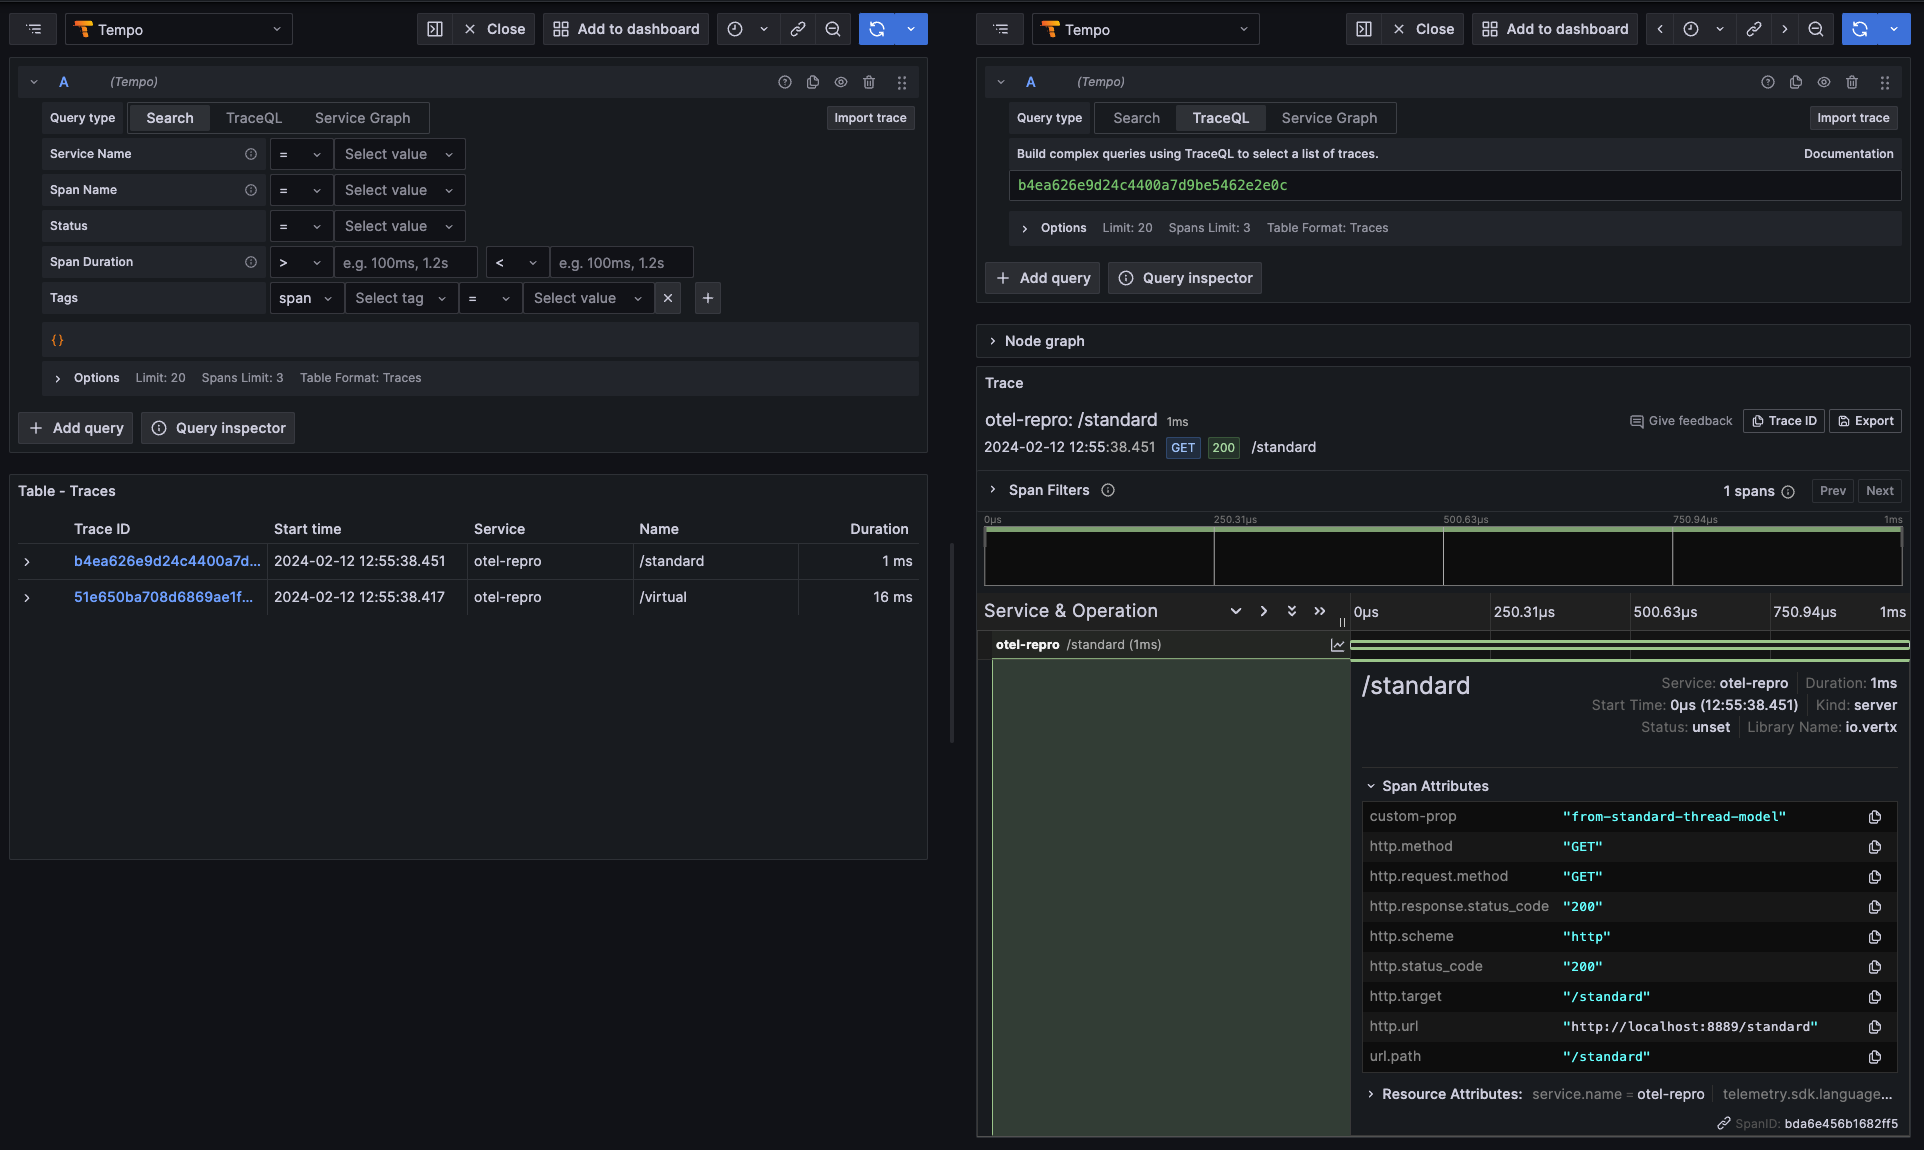 Tempo
Close
Add to dashboard
A
(Tempo)
Query type
Search
TraceQL
Service Graph
Import trace
Service Name
=
Select value
Span Name
=
Select value
Status
=
Select value
Span Duration
>
e.g. 100ms, 1.2s
<
e.g. 100ms, 1.2s
Tags
span
Select tag
=
Select value
{}
Options
Limit: 20
Spans Limit: 3
Table Format: Traces
Add query
Query inspector
Table - Traces
Trace ID
Start time
Service
Name
Duration
b4ea626e9d24c4400a7d...
2024-02-12 12:55:38.451
otel-repro
/standard
1 ms
51e650ba708d6869ae1f...
2024-02-12 12:55:38.417
otel-repro
/virtual
16 ms
Tempo
Close
Add to dashboard
A
(Tempo)
Query type
Search
TraceQL
Service Graph
Import trace
Build complex queries using TraceQL to select a list of traces.
Documentation
b4ea626e9d24c4400a7d9be5462e2e0c
Options
Limit: 20
Spans Limit: 3
Table Format: Traces
Add query
Query inspector
Node graph
Trace
otel-repro: /standard 1ms
Give feedback
Trace ID
Export
2024-02-12 12:55:38.451
GET
200
/standard
Span Filters
1 spans
Prev
Next
0μs
250.31μs
500.63μs
750.94μs
1ms
Service & Operation
0μs
250.31μs
500.63μs
750.94μs
1ms
otel-repro /standard (1ms)
/standard
Service: otel-repro
Duration: 1ms
Start Time: 0μs (12:55:38.451)
Kind: server
Status: unset
Library Name: io.vertx
Span Attributes
custom-prop "from-standard-thread-model"
http.method "GET"
http.request.method "GET"
http.response.status_code "200"
http.scheme "http"
http.status_code "200"
http.target "/standard"
http.url "http://localhost:8889/standard"
url.path "/standard"
Resource Attributes: service.name = otel-repro
telemetry.sdk.language...
SpanID: bda6e456b1682ff5